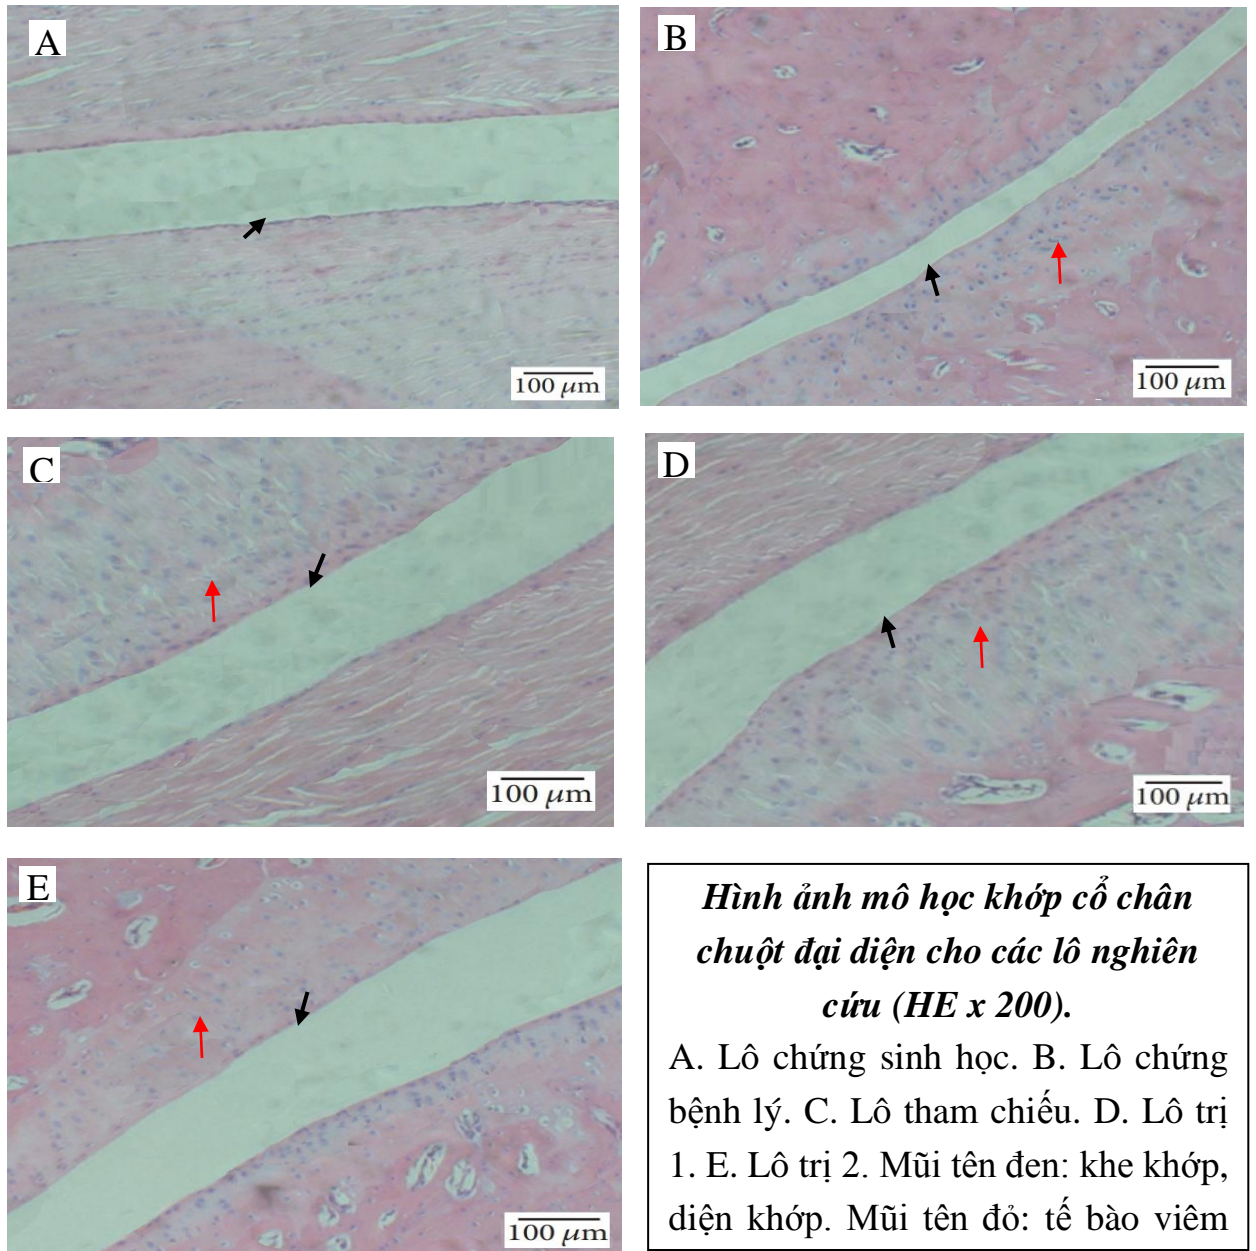 A
100 μm
B
100 μm
C
100 μm
D
100 μm
E
100 μm
Hình ảnh mô học khớp cổ chân
chuột đại diện cho các lô nghiên
cứu (HE x 200).
A. Lô chứng sinh học. B. Lô chứng
bệnh lý. C. Lô tham chiếu. D. Lô trị
1. E. Lô trị 2. Mũi tên đen: khe khớp,
diện khớp. Mũi tên đỏ: tế bào viêm